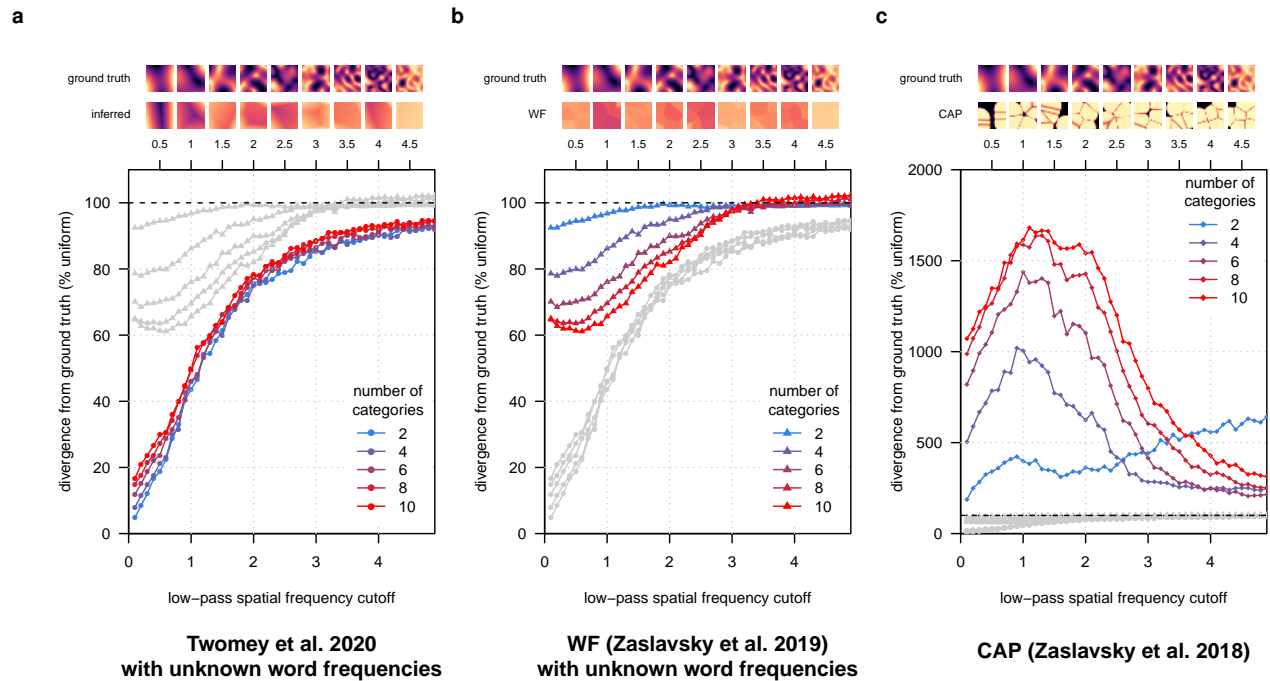 a
ground truth
inferred
0.5 1 1.5 2 2.5 3 3.5 4 4.5
divergence from ground truth (% uniform)
100
80
60
40
20
0
number of
categories
2
4
6
8
10
0 1 2 3 4
low−pass spatial frequency cutoff
Twomey et al. 2020
with unknown word frequencies
b
ground truth
WF
0.5 1 1.5 2 2.5 3 3.5 4 4.5
divergence from ground truth (% uniform)
100
80
60
40
20
0
number of
categories
2
4
6
8
10
0 1 2 3 4
low−pass spatial frequency cutoff
WF (Zaslavsky et al. 2019)
with unknown word frequencies
c
ground truth
CAP
0.5 1 1.5 2 2.5 3 3.5 4 4.5
divergence from ground truth (% uniform)
2000
1500
1000
500
0
number of
categories
2
4
6
8
10
0 1 2 3 4
low−pass spatial frequency cutoff
CAP (Zaslavsky et al. 2018)